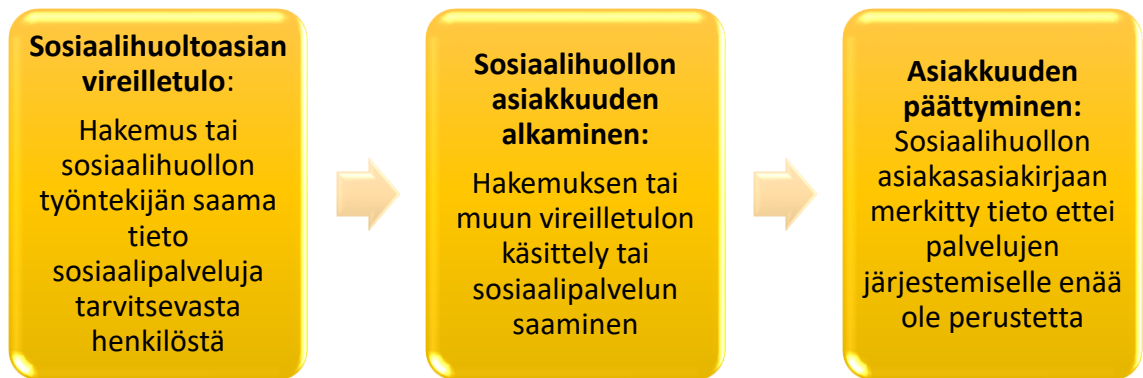 Sosiaalihuoltoasian
vireilletulo:
Hakemus tai
sosiaalihuollon
työntekijän saama
tieto
sosiaalipalveluja
tarvitsevasta
henkilöstä
Sosiaalihuollon
asiakkuuden
alkaminen:
Hakemuksen tai
muun vireilletulon
käsittely tai
sosiaalipalvelun
saaminen
Asiakkuuden
päättyminen:
Sosiaalihuollon
asiakasasiakirjaan
merkitty tieto ettei
palvelujen
järjestemiselle enää
ole perustetta